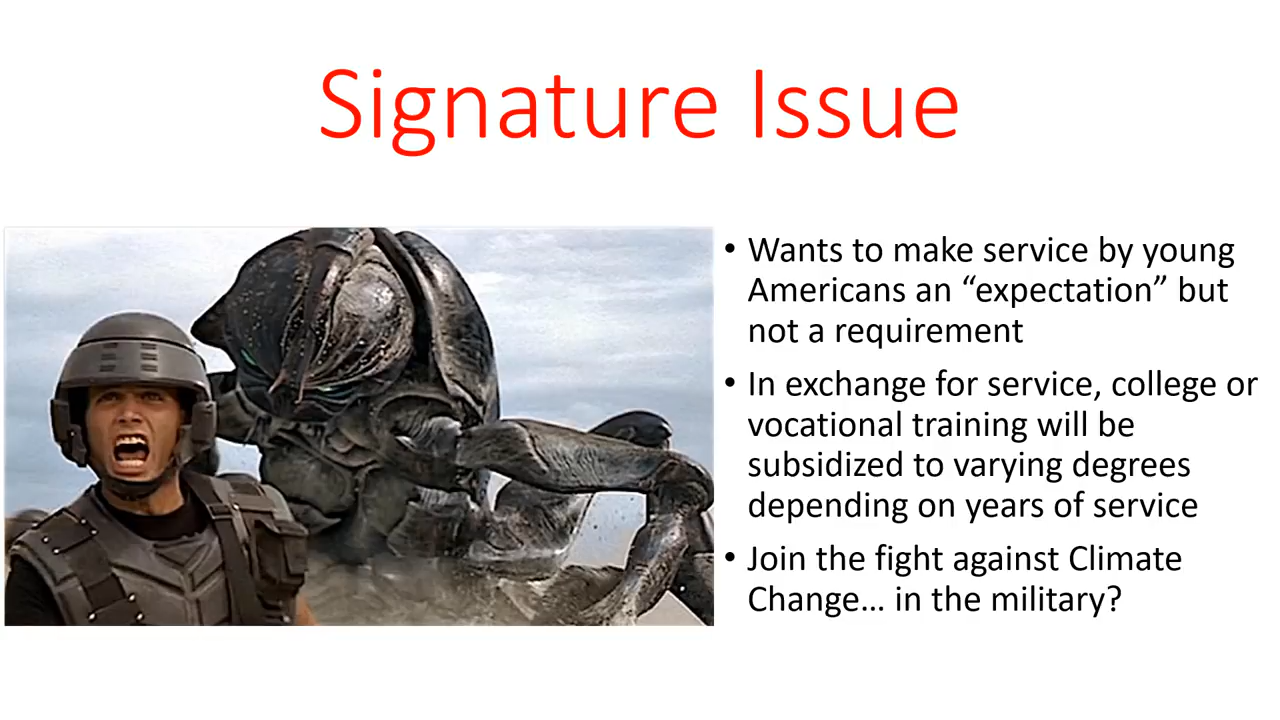 Signature Issue
• Wants to make service by young
Americans an “expectation” but
not a requirement
• In exchange for service, college or
vocational training will be
subsidized to varying degrees
depending on years of service
• Join the fight against Climate
Change… in the military?